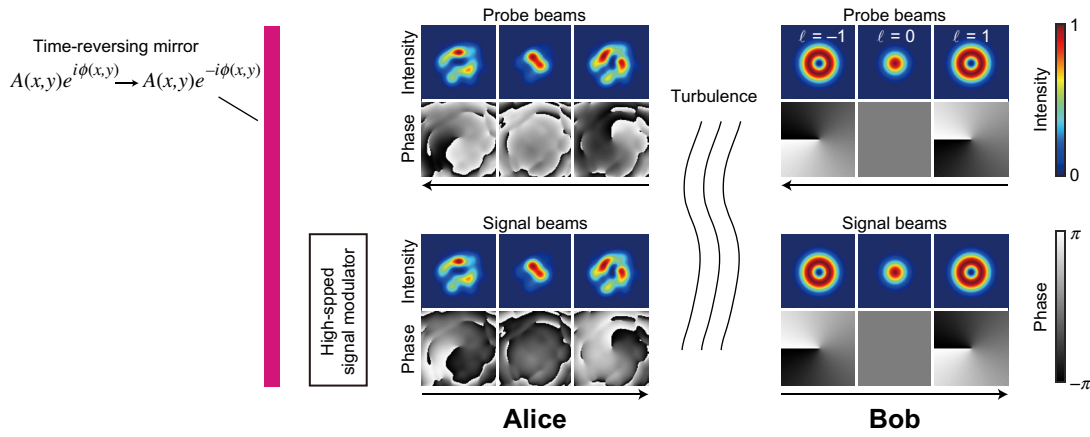 Time-reversing mirror
A(x,y)e^{iϕ(x,y)} → A(x,y)e^{−iϕ(x,y)}
High-spped
signal modulator
Probe beams
Intensity
Phase
Signal beams
Intensity
Phase
Alice
Turbulence
Probe beams
ℓ = –1 ℓ = 0 ℓ = 1
Signal beams
Bob
1
Intensity
0
π
Phase
–π